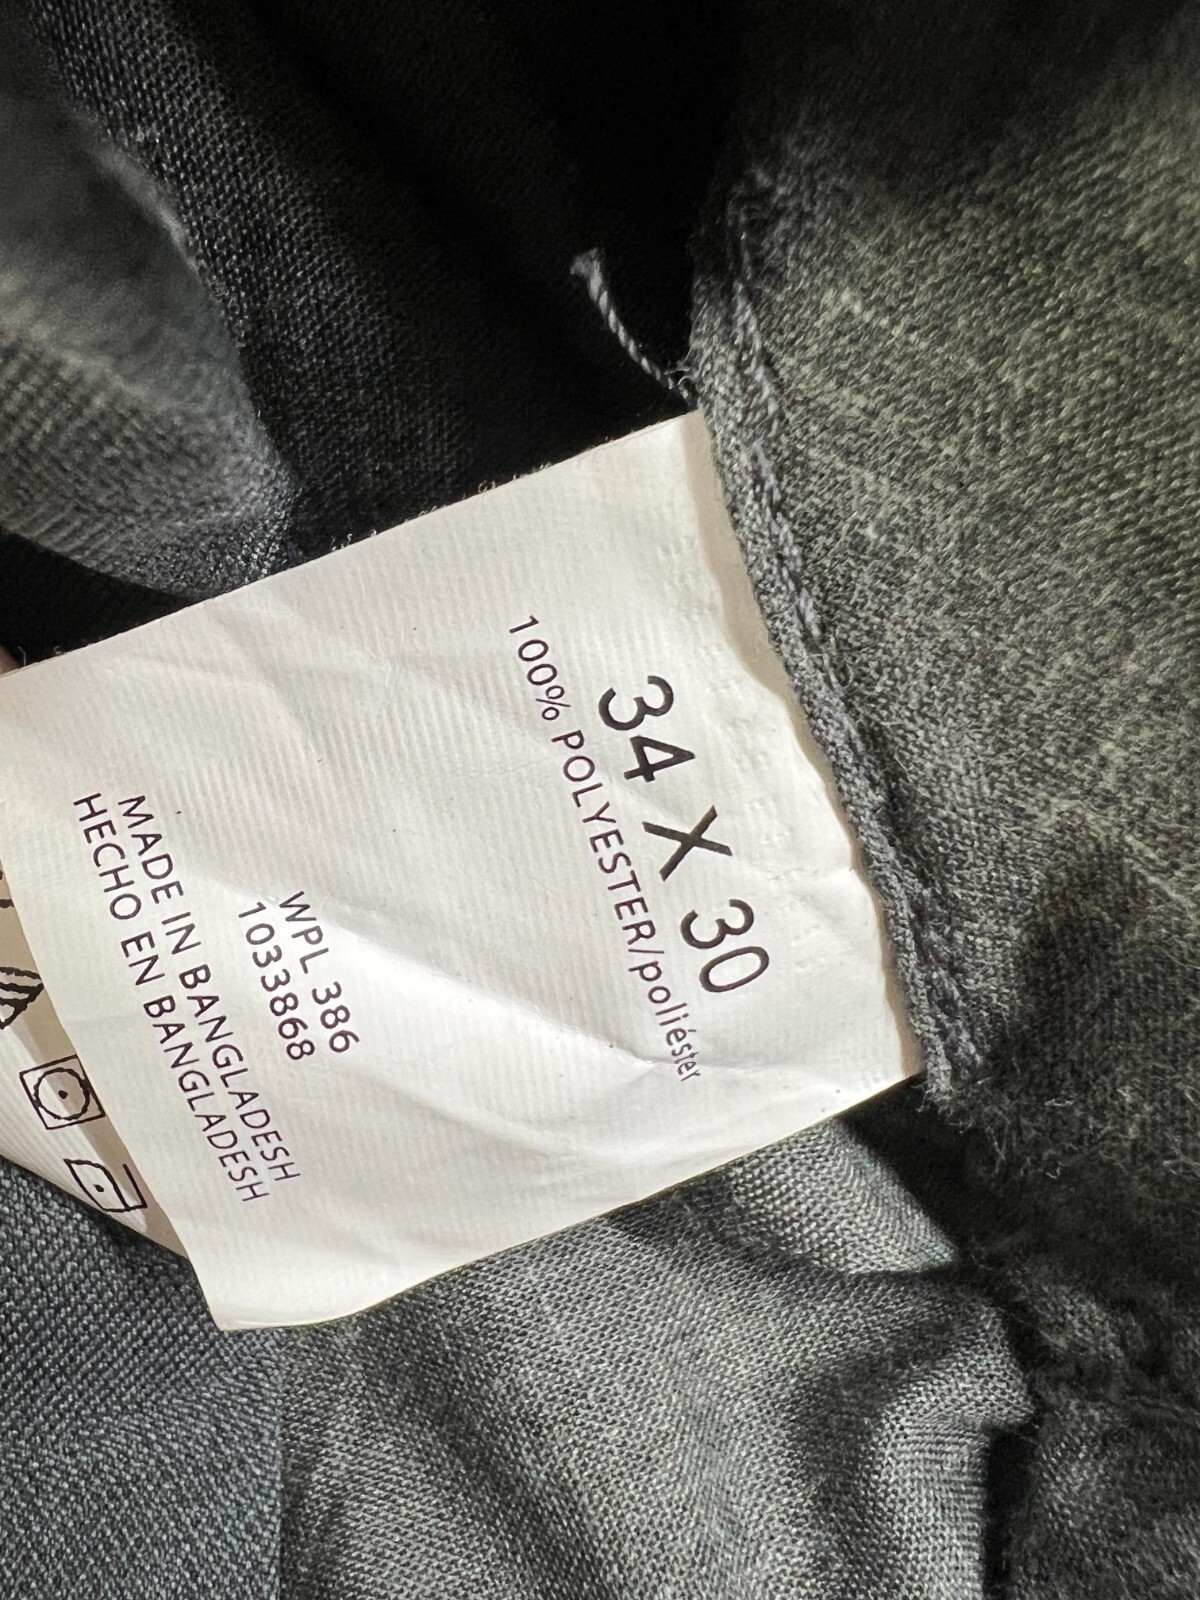 34 X 30
100% POLYESTER/poliéster
WPL 386
1033868
MADE IN BANGLADESH
HECHO EN BANGLADESH